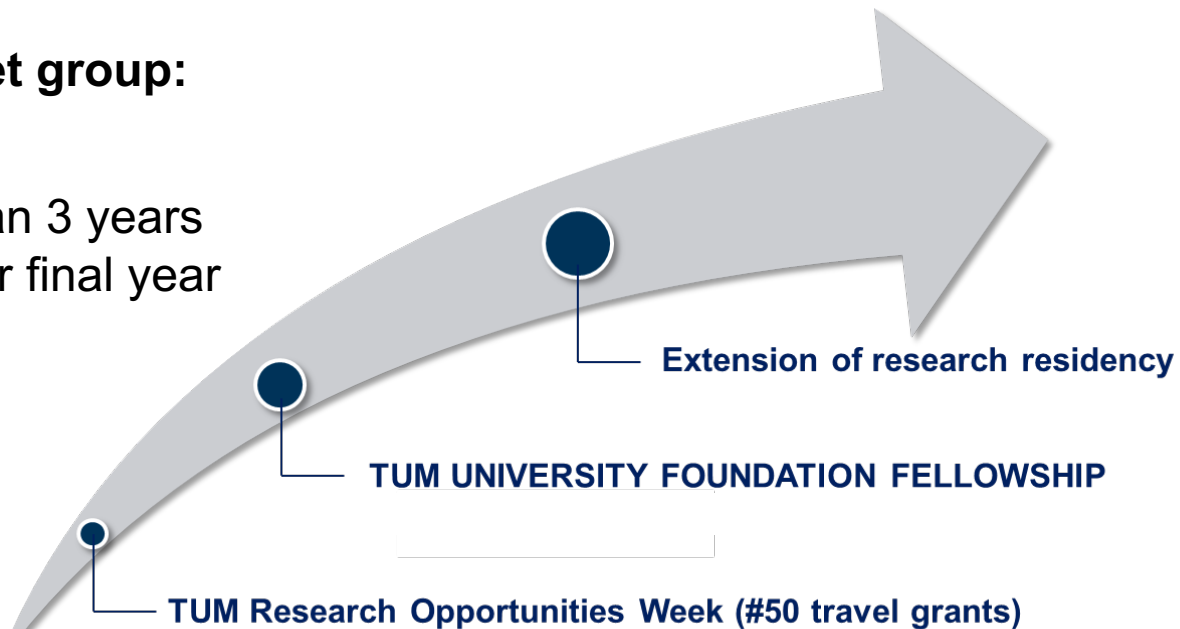 et group:
an 3 years
r final year
Extension of research residency
TUM UNIVERSITY FOUNDATION FELLOWSHIP
TUM Research Opportunities Week (#50 travel grants)